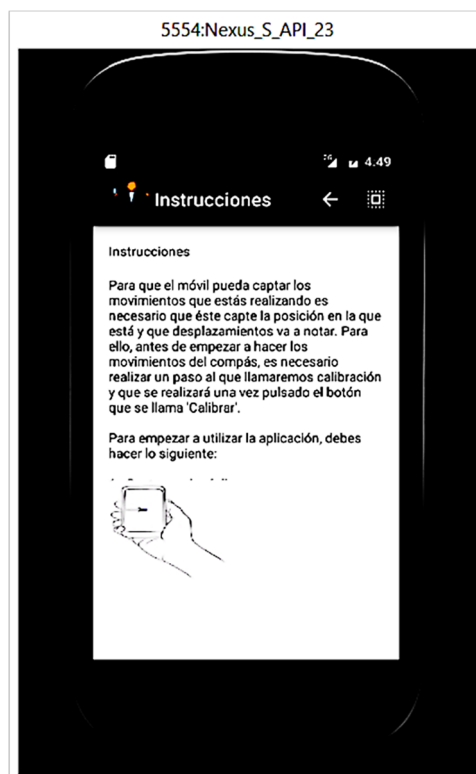 5554:Nexus_S_API_23
4:49
Instrucciones
Instrucciones
Para que el móvil pueda captar los
movimientos que estás realizando es
necesario que éste capte la posición en la que
está y que desplazamientos va a notar. Para
ello, antes de empezar a hacer los
movimientos del compás, es necesario
realizar un paso al que llamaremos calibración
y que se realizará una vez pulsado el botón
que se llama 'Calibrar'.
Para empezar a utilizar la aplicación, debes
hacer lo siguiente: